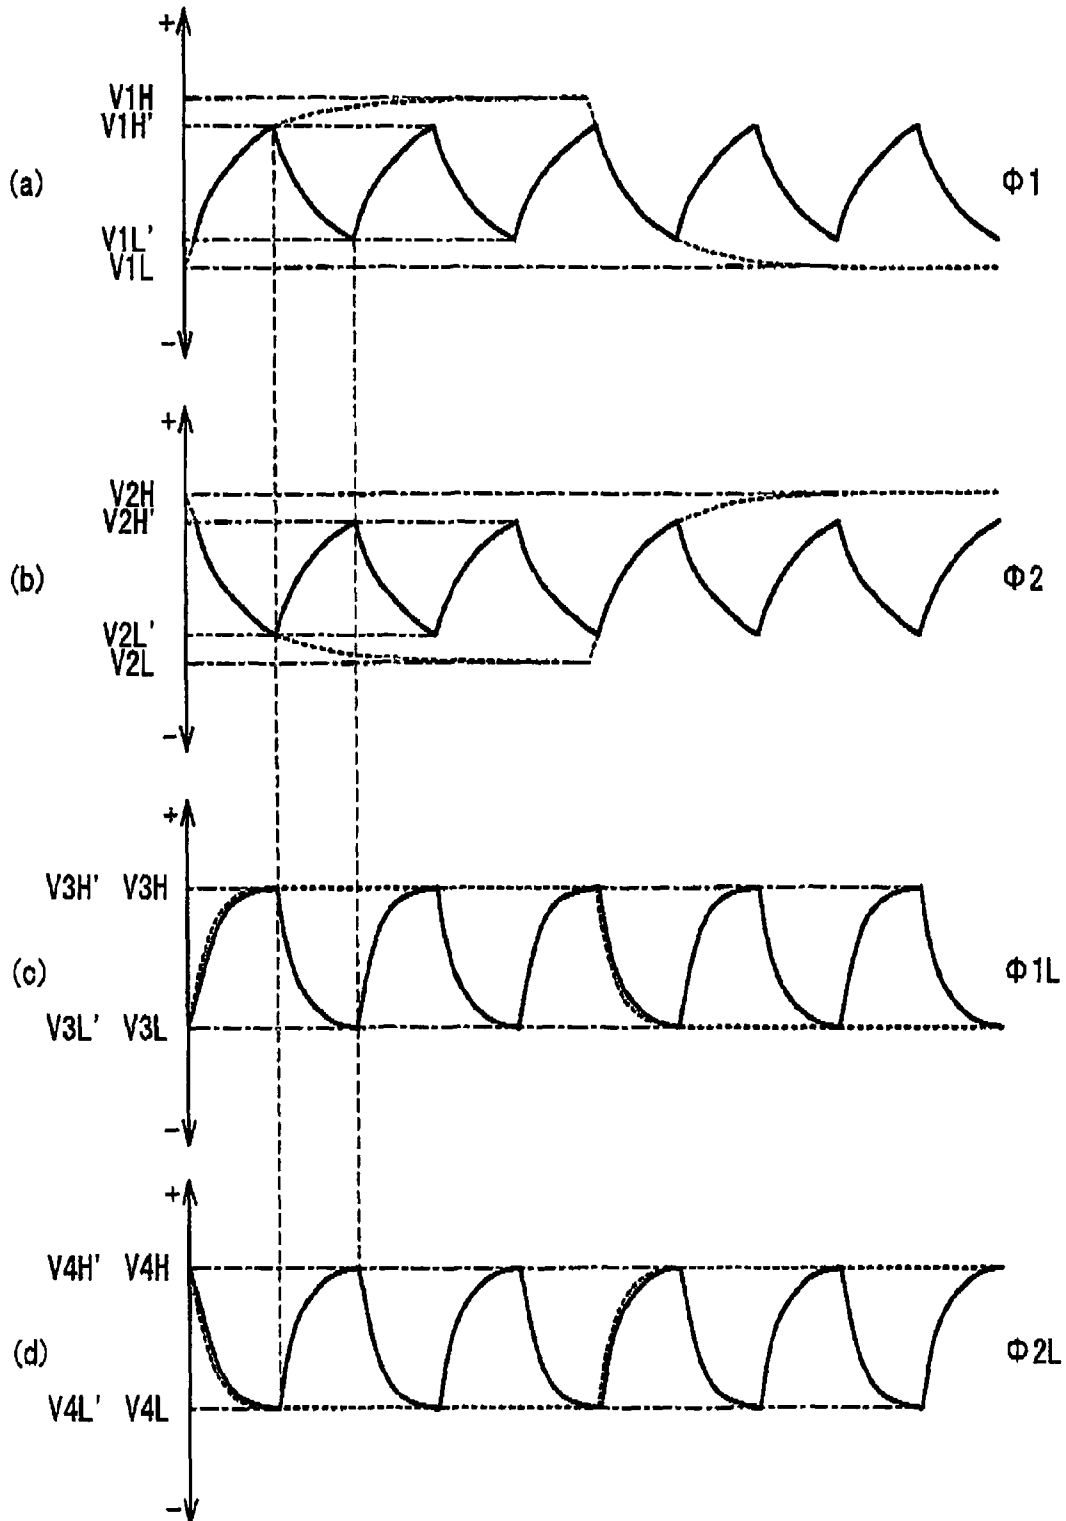 +
V1H
V1H'
(a)
Φ1
V1L'
V1L
-
+
V2H
V2H'
(b)
Φ2
V2L'
V2L
-
+
V3H' V3H
(c)
Φ1L
V3L' V3L
-
+
V4H' V4H
(d)
Φ2L
V4L' V4L
-